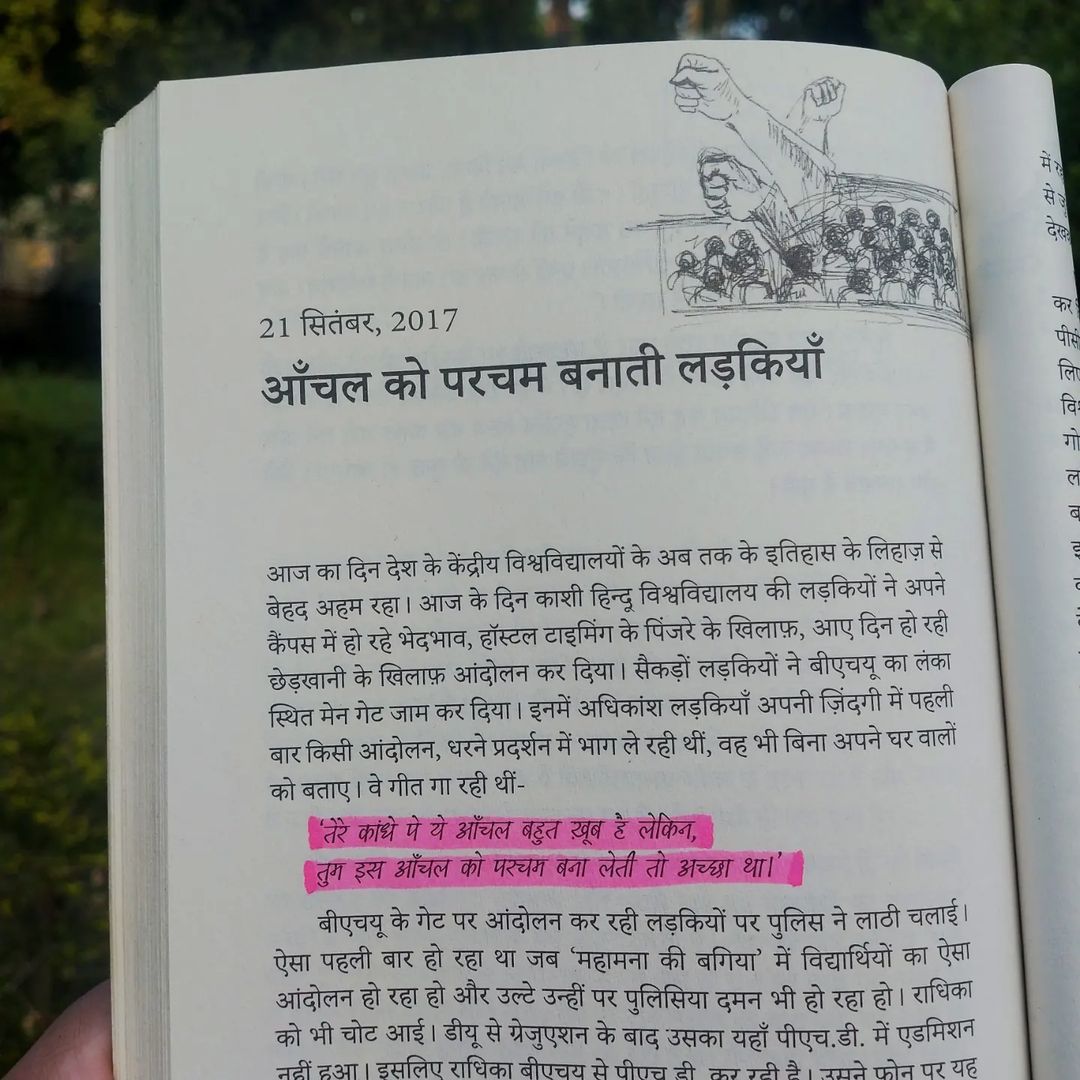 21 सितंबर, 2017
आँचल को परचम बनाती लड़कियाँ
आज का दिन देश के केंद्रीय विश्वविद्यालयों के अब तक के इतिहास के लिहाज़ से
बेहद अहम रहा। आज के दिन काशी हिन्दू विश्वविद्यालय की लड़कियों ने अपने
कैंपस में हो रहे भेदभाव, हॉस्टल टाइमिंग के पिंजरे के खिलाफ़, आए दिन हो रही
छेड़खानी के खिलाफ़ आंदोलन कर दिया। सैकड़ों लड़कियों ने बीएचयू का लंका
स्थित मेन गेट जाम कर दिया। इनमें अधिकांश लड़कियाँ अपनी ज़िंदगी में पहली
बार किसी आंदोलन, धरने प्रदर्शन में भाग ले रही थीं, वह भी बिना अपने घर वालों
को बताए। वे गीत गा रही थीं-
'तेरे कांधे पे ये आँचल बहुत ख़ूब है लेकिन,
तुम इस आँचल को परचम बना लेती तो अच्छा था।'
बीएचयू के गेट पर आंदोलन कर रही लड़कियों पर पुलिस ने लाठी चलाई।
ऐसा पहली बार हो रहा था जब 'महामना की बगिया' में विद्यार्थियों का ऐसा
आंदोलन हो रहा हो और उल्टे उन्हीं पर पुलिसिया दमन भी हो रहा हो। राधिका
को भी चोट आई। डीयू से ग्रेजुएशन के बाद उसका यहाँ पीएच.डी. में एडमिशन
नहीं हुआ। इसलिए राधिका बीएचयू से पीएच.डी. कर रही है। उसने फोन पर यह
में
से
देख
कर
पीसी